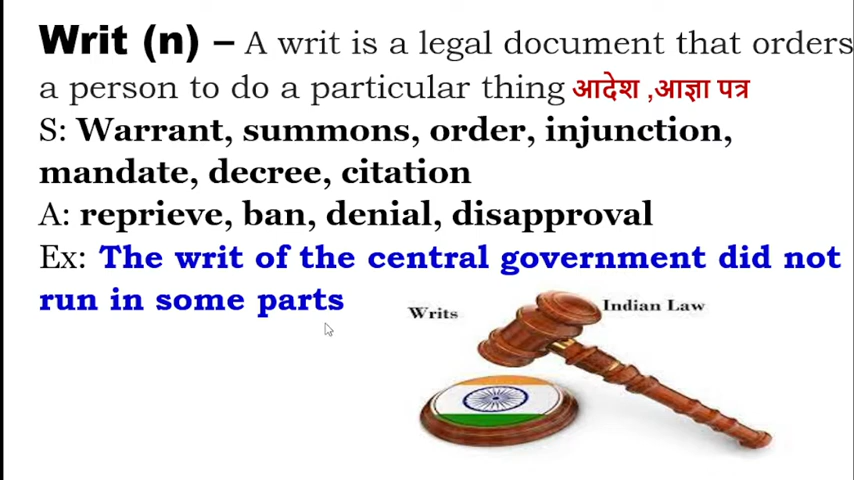 Writ (n) – A writ is a legal document that orders
a person to do a particular thing आदेश ,आज्ञा पत्र
S: Warrant, summons, order, injunction,
mandate, decree, citation
A: reprieve, ban, denial, disapproval
Ex: The writ of the central government did not
run in some parts
Writs
Indian Law